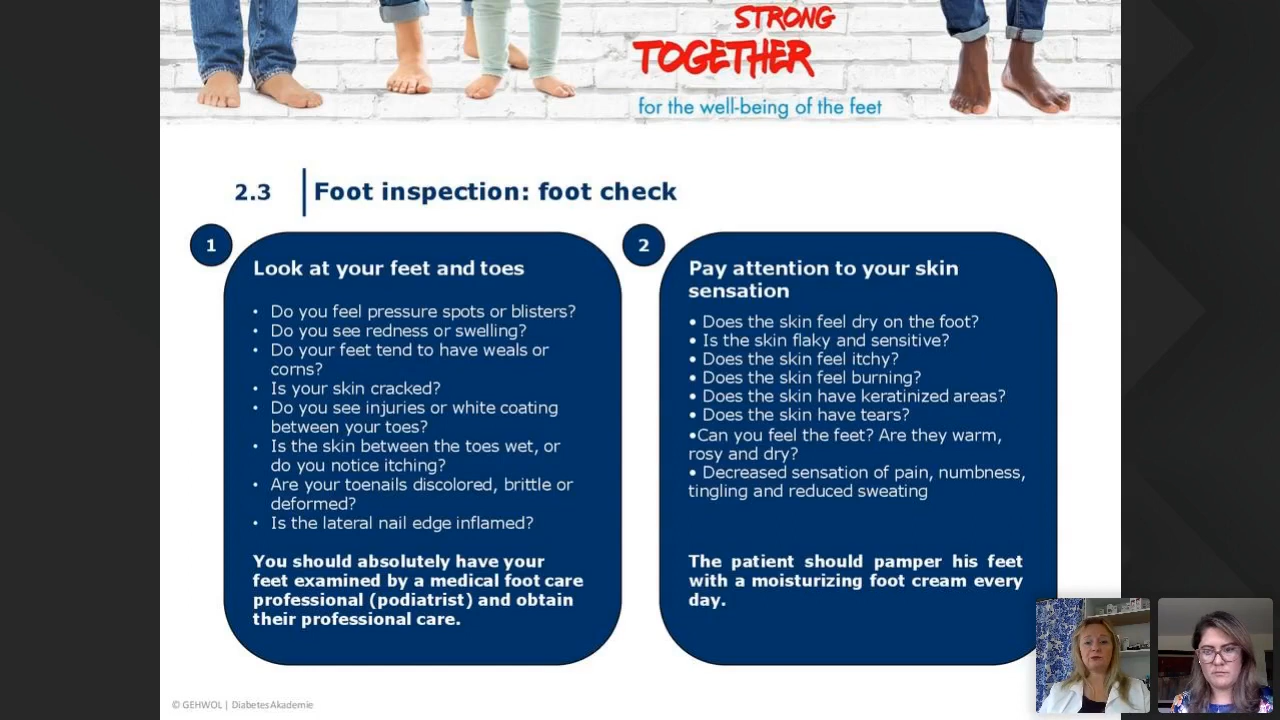 STRONG
TOGETHER
for the well-being of the feet
2.3
Foot inspection: foot check
1
Look at your feet and toes
• Do you feel pressure spots or blisters?
• Do you see redness or swelling?
• Do your feet tend to have weals or
corns?
• Is your skin cracked?
• Do you see injuries or white coating
between your toes?
• Is the skin between the toes wet, or
do you notice itching?
• Are your toenails discolored, brittle or
deformed?
• Is the lateral nail edge inflamed?
You should absolutely have your
feet examined by a medical foot care
professional (podiatrist) and obtain
their professional care.
2
Pay attention to your skin
sensation
• Does the skin feel dry on the foot?
• Is the skin flaky and sensitive?
• Does the skin feel itchy?
• Does the skin feel burning?
• Does the skin have keratinized areas?
• Does the skin have tears?
•Can you feel the feet? Are they warm,
rosy and dry?
• Decreased sensation of pain, numbness,
tingling and reduced sweating
The patient should pamper his feet
with a moisturizing foot cream every
day.
© GEHWOL | Diabetes Akademie